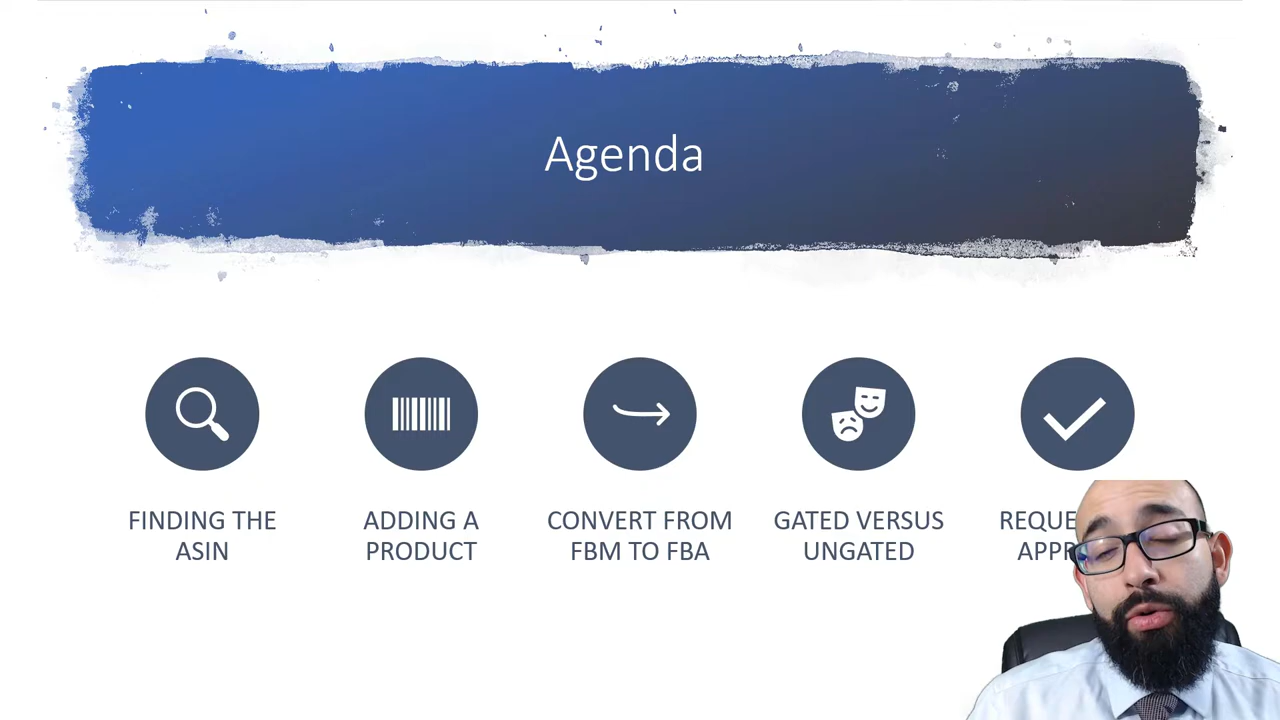 Agenda
FINDING THE
ASIN
ADDING A
PRODUCT
CONVERT FROM
FBM TO FBA
GATED VERSUS
UNGATED